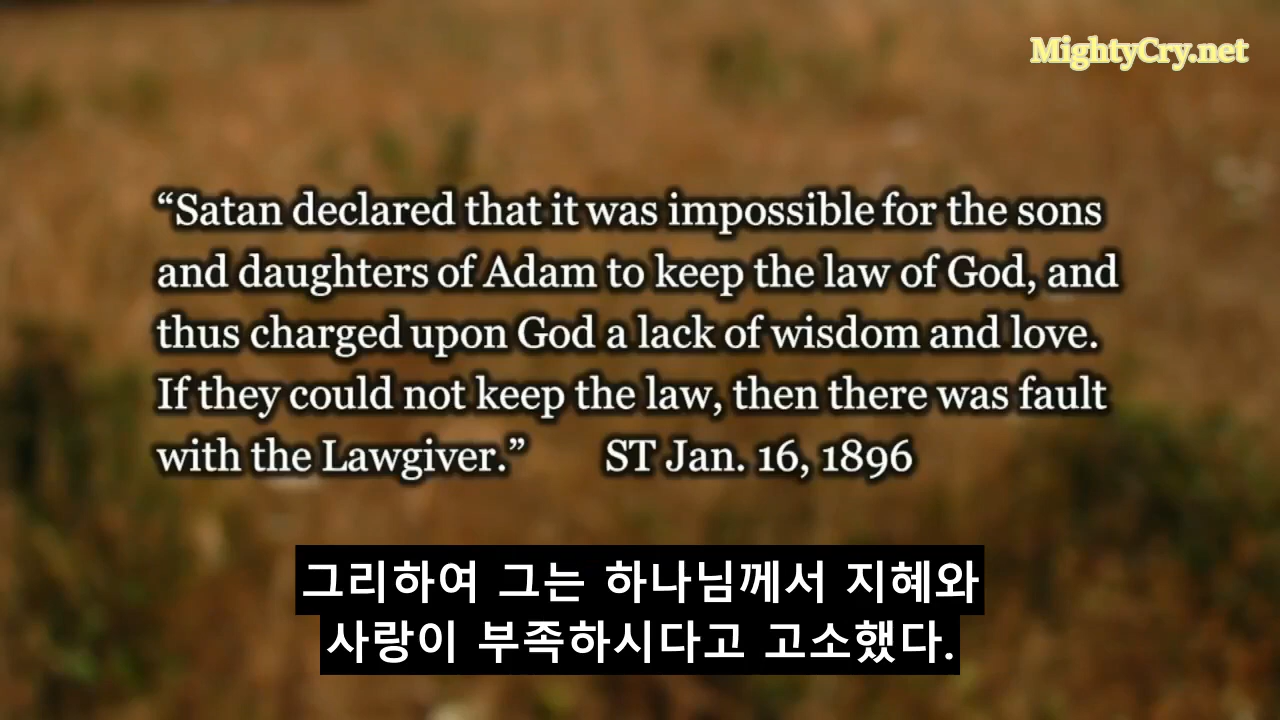 MightyCry.net
“Satan declared that it was impossible for the sons
and daughters of Adam to keep the law of God, and
thus charged upon God a lack of wisdom and love.
If they could not keep the law, then there was fault
with the Lawgiver.” ST Jan. 16, 1896
그리하여 그는 하나님께서 지혜와
사랑이 부족하시다고 고소했다.